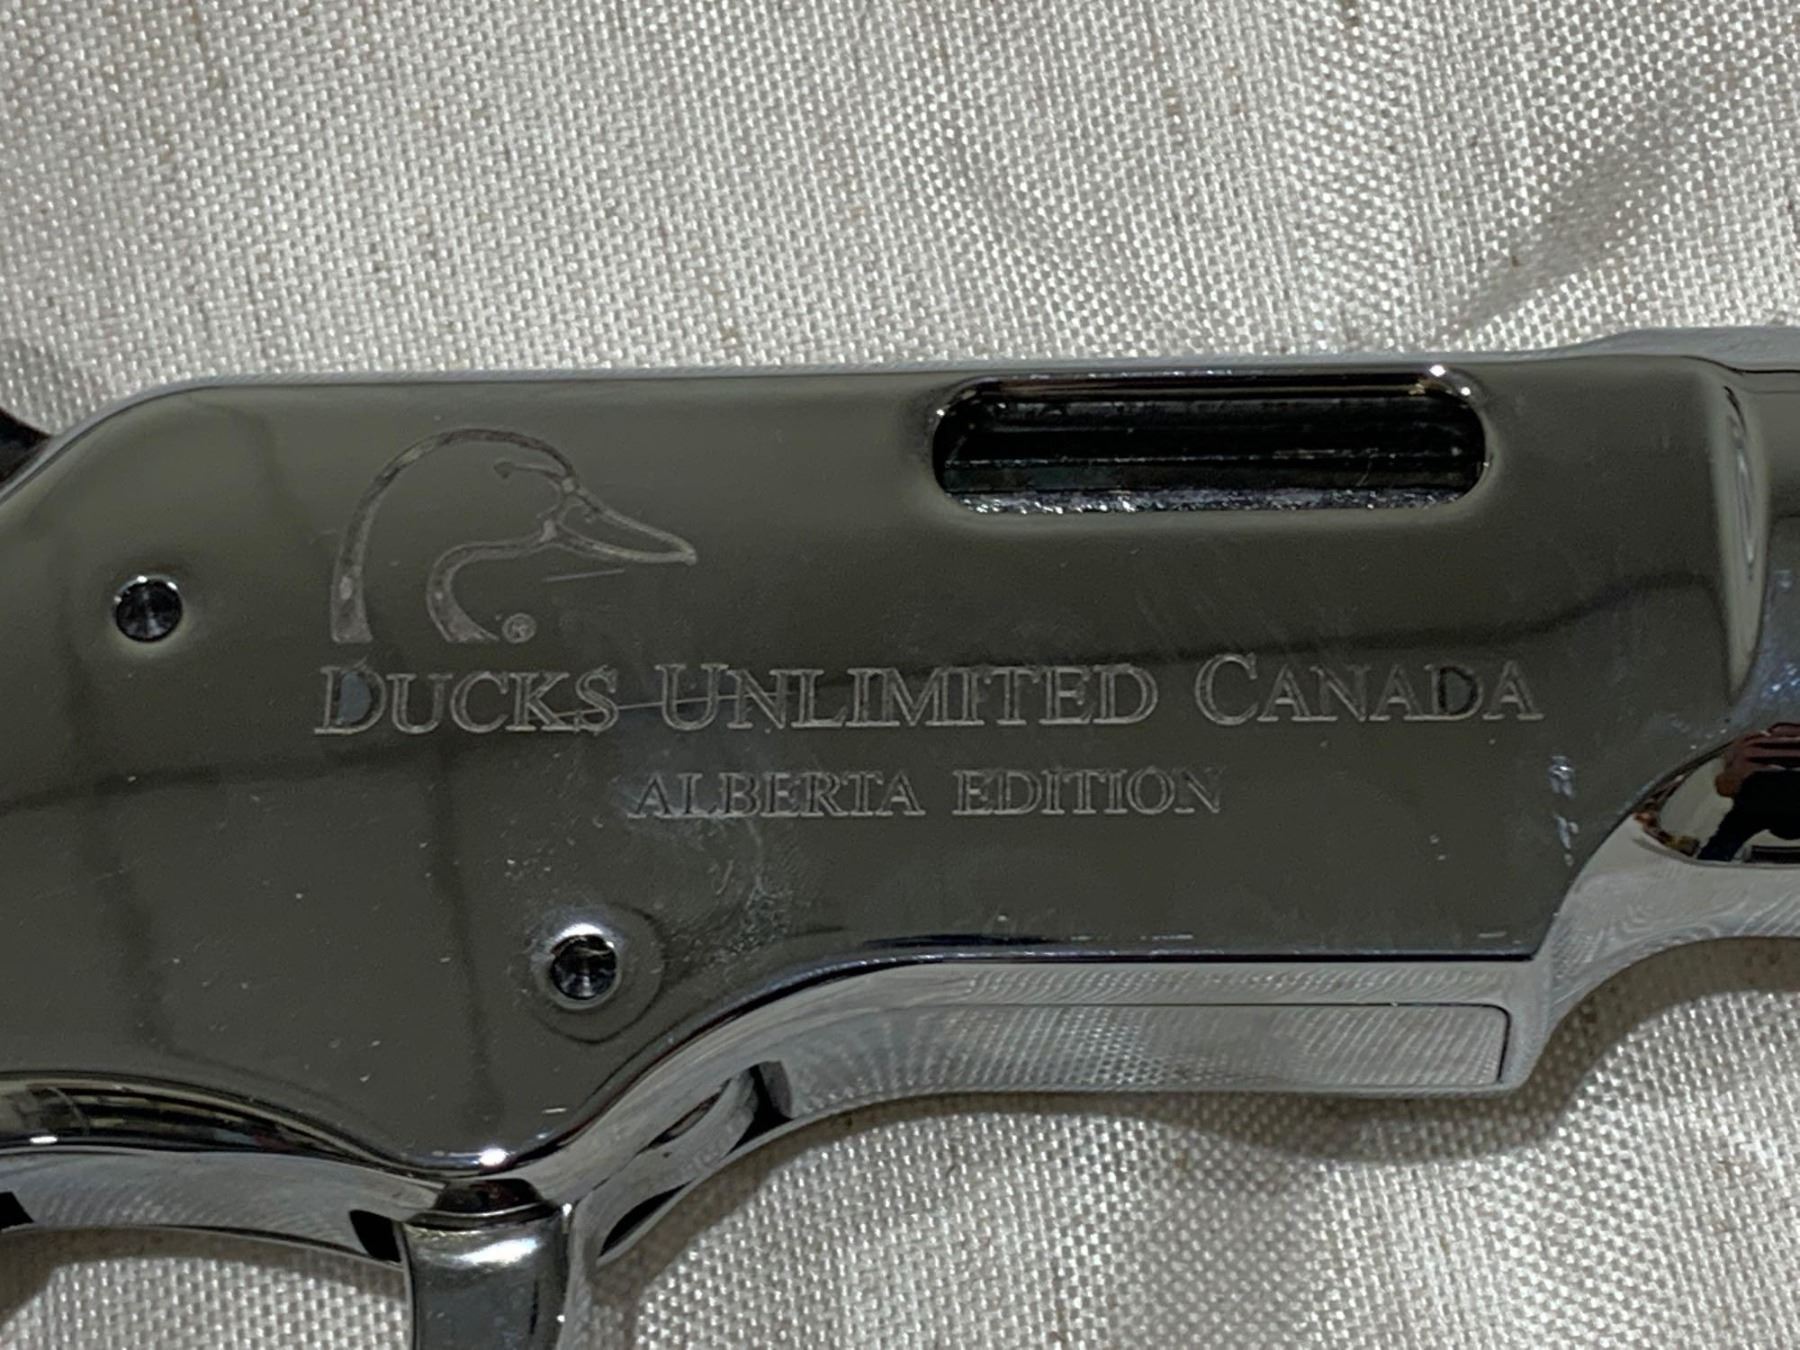 ®
DUCKS UNLIMITED CANADA
ALBERTA EDITION